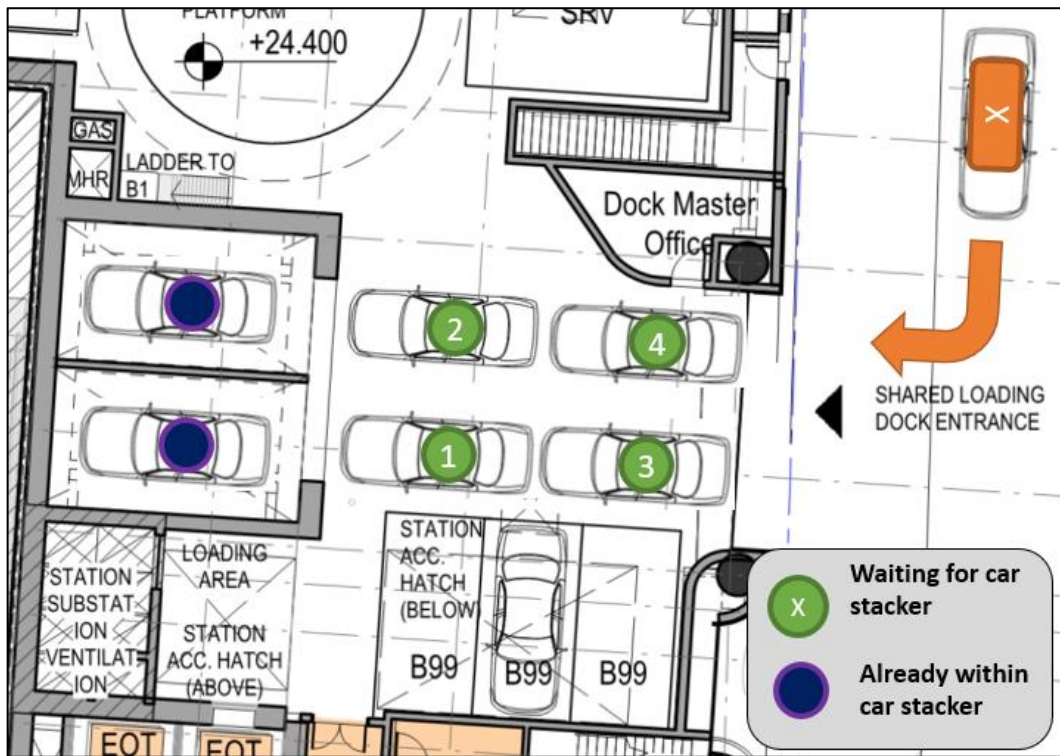 PLATFORM
+24.400
SRV
X
GAS
MHR
LADDER TO
B1
Dock Master
Office
2
4
SHARED LOADING
DOCK ENTRANCE
1
3
STATION
ACC.
HATCH
(BELOW)
LOADING
AREA
STATION
ACC. HATCH
(ABOVE)
STATION
SUBSTAT
ION
VENTILAT
ION
B99
B99
B99
X
Waiting for car
stacker
Already within
car stacker
EOT
EOT